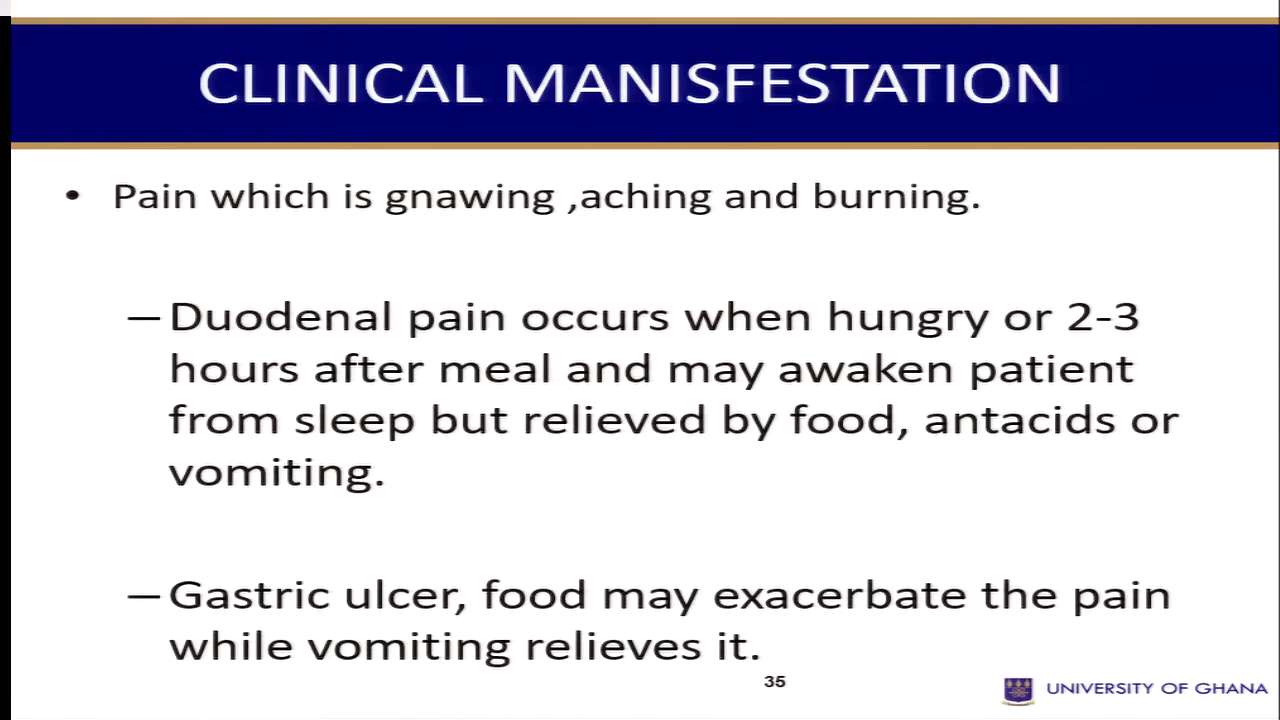 CLINICAL MANISFESTATION
• Pain which is gnawing ,aching and burning.
– Duodenal pain occurs when hungry or 2-3
hours after meal and may awaken patient
from sleep but relieved by food, antacids or
vomiting.
– Gastric ulcer, food may exacerbate the pain
while vomiting relieves it.
35
UNIVERSITY OF GHANA